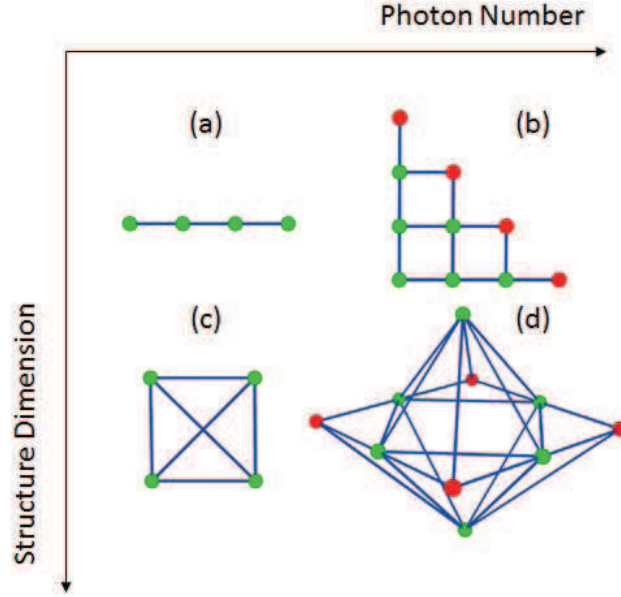 Photon Number
(a)
(b)
(c)
(d)
Structure Dimension